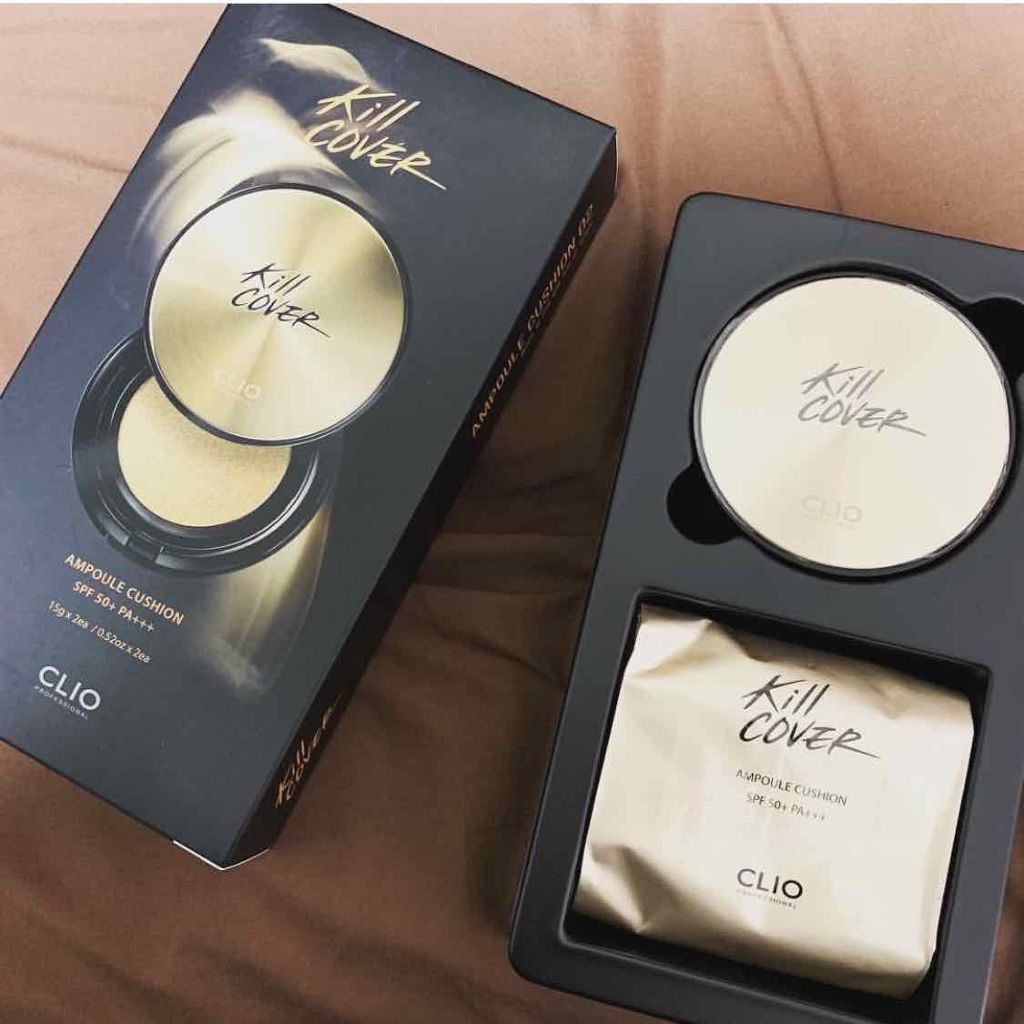 Kill
COVER
Kill
COVER
CLIO
AMPOULE CUSHION
SPF 50+ PA+++
15g x 2ea / 0.52oz x 2ea
CLIO
PROFESSIONAL
AMPOULE CUSHION 02
Kill
COVER
Kill
COVER
CLIO
Kill
COVER
AMPOULE CUSHION
SPF 50+ PA+++
CLIO
PROFESSIONAL